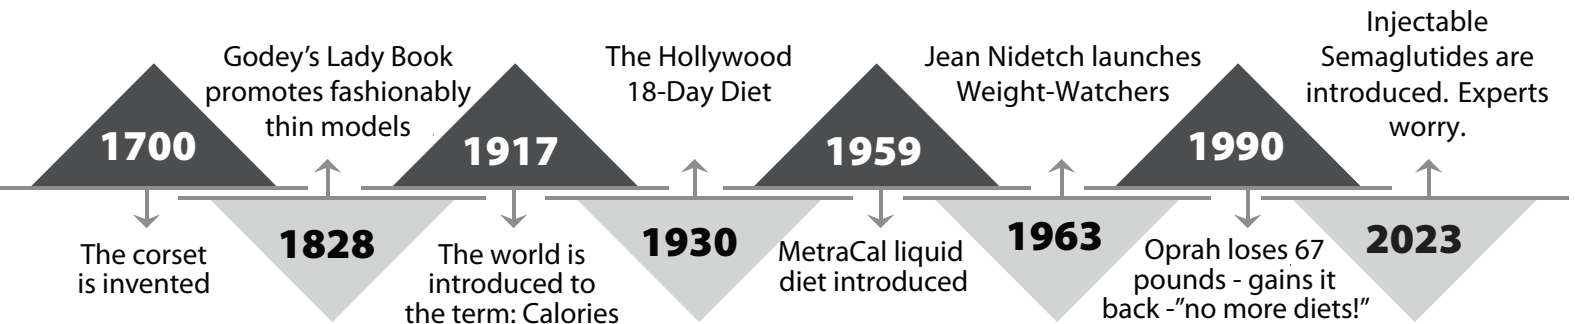 1700
The corset
is invented
Godey’s Lady Book
promotes fashionably
thin models
1828
1917
The world is
introduced to
the term: Calories
The Hollywood
18-Day Diet
1930
1959
MetraCal liquid
diet introduced
Jean Nidetch launches
Weight-Watchers
1963
1990
Oprah loses 67
pounds - gains it
back -”no more diets!”
Injectable
Semaglutides are
introduced. Experts
worry.
2023